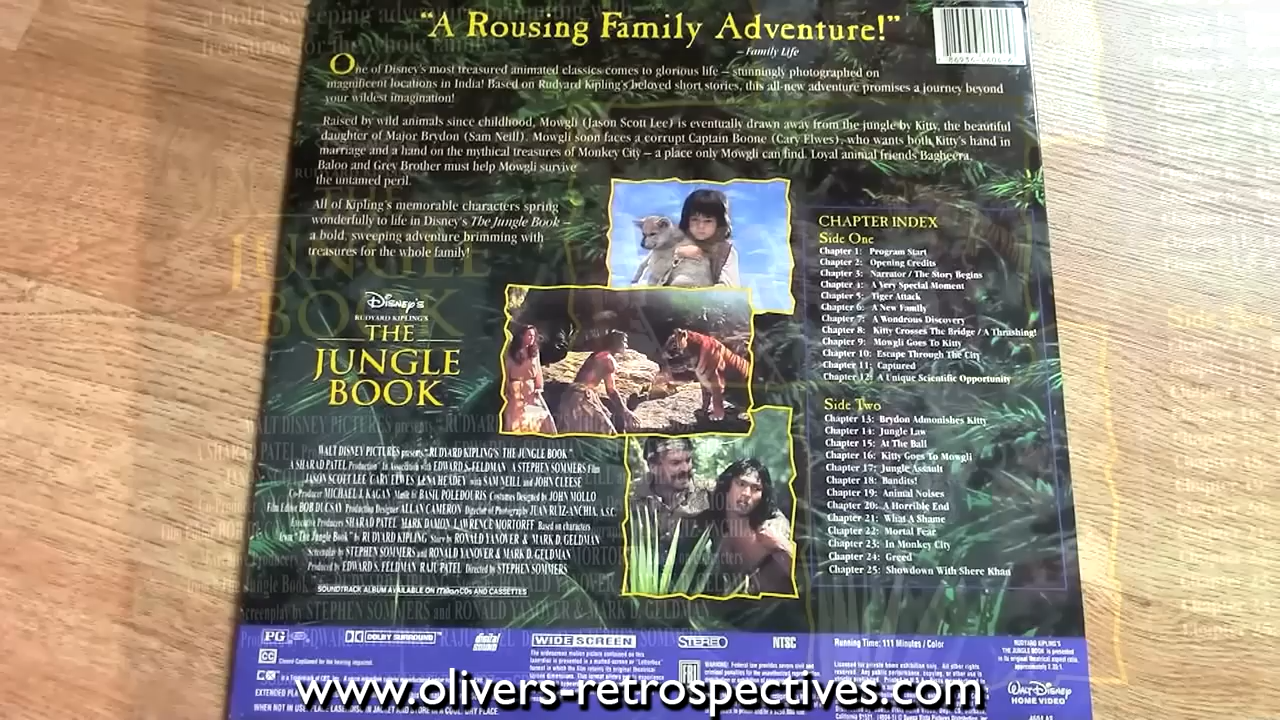 "A Rousing Family Adventure!"
– Family Life
One of Disney's most treasured animated classics comes to glorious life – stunningly photographed on
magnificent locations in India! Based on Rudyard Kipling's beloved short stories, this all-new adventure promises a journey beyond
your wildest imagination!
Raised by wild animals since childhood, Mowgli (Jason Scott Lee) is eventually drawn away from the jungle by Kitty, the beautiful
daughter of Major Brydon (Sam Neill). Mowgli soon faces a corrupt Captain Boone (Cary Elwes), who wants both Kitty's hand in
marriage and a hand on the mythical treasures of Monkey City – a place only Mowgli can find. Loyal animal friends Bagheera,
Baloo and Grey Brother must help Mowgli survive
the untamed peril.
All of Kipling's memorable characters spring
wonderfully to life in Disney's The Jungle Book –
a bold, sweeping adventure brimming with
treasures for the whole family!
DISNEY'S
RUDYARD KIPLING'S
THE
JUNGLE
BOOK
WALT DISNEY PICTURES presents "RUDYARD KIPLING'S THE JUNGLE BOOK"
A SHARAD PATEL Production In Association with EDWARD S. FELDMAN A STEPHEN SOMMERS Film
JASON SCOTT LEE CARY ELWES LENA HEADEY with SAM NEILL and JOHN CLEESE
Co-Producer MICHAEL J. KAGAN Music by BASIL POLEDOURIS Costumes Designed by JOHN MOLLO
Film Editor BOB DUCSAY Production Designer ALLAN CAMERON Director of Photography JUAN RUIZ-ANCHIA, A.S.C.
Executive Producers SHARAD PATEL MARK DAMON LAWRENCE MORTORFF Based on characters
from "The Jungle Book" by RUDYARD KIPLING Story by RONALD YANOVER & MARK D. GELDMAN
Screenplay by STEPHEN SOMMERS and RONALD YANOVER & MARK D. GELDMAN
Produced by EDWARD S. FELDMAN RAJU PATEL Directed by STEPHEN SOMMERS
SOUNDTRACK ALBUM AVAILABLE ON milan CDs AND CASSETTES
CHAPTER INDEX
Side One
Chapter 1: Program Start
Chapter 2: Opening Credits
Chapter 3: Narrator / The Story Begins
Chapter 4: A Very Special Moment
Chapter 5: Tiger Attack
Chapter 6: A New Family
Chapter 7: A Wondrous Discovery
Chapter 8: Kitty Crosses The Bridge / A Thrashing!
Chapter 9: Mowgli Goes To Kitty
Chapter 10: Escape Through The City
Chapter 11: Captured
Chapter 12: A Unique Scientific Opportunity
Side Two
Chapter 13: Brydon Admonishes Kitty
Chapter 14: Jungle Law
Chapter 15: At The Ball
Chapter 16: Kitty Goes To Mowgli
Chapter 17: Jungle Assault
Chapter 18: Bandits!
Chapter 19: Animal Noises
Chapter 20: A Horrible End
Chapter 21: What A Shame
Chapter 22: Mortal Fear
Chapter 23: In Monkey City
Chapter 24: Greed
Chapter 25: Showdown With Shere Khan
PG
DOLBY SURROUND
digital
WIDE SCREEN
STEREO
NTSC
Running Time: 111 Minutes / Color
RUDYARD KIPLING'S
THE JUNGLE BOOK is presented
CC Closed Captioned for the hearing impaired.
WALT DISNEY
HOME VIDEO
www.olivers-retrospectives.com